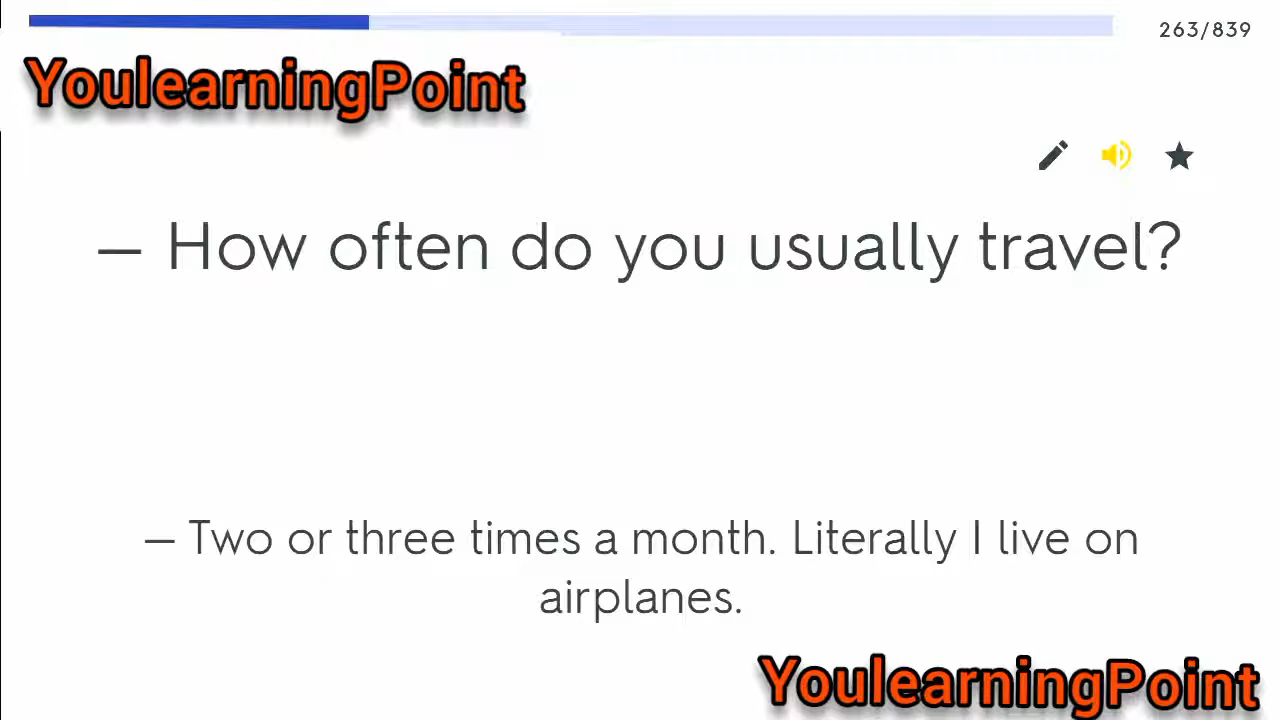 263/839
YoulearningPoint
– How often do you usually travel?
– Two or three times a month. Literally I live on
airplanes.
YoulearningPoint